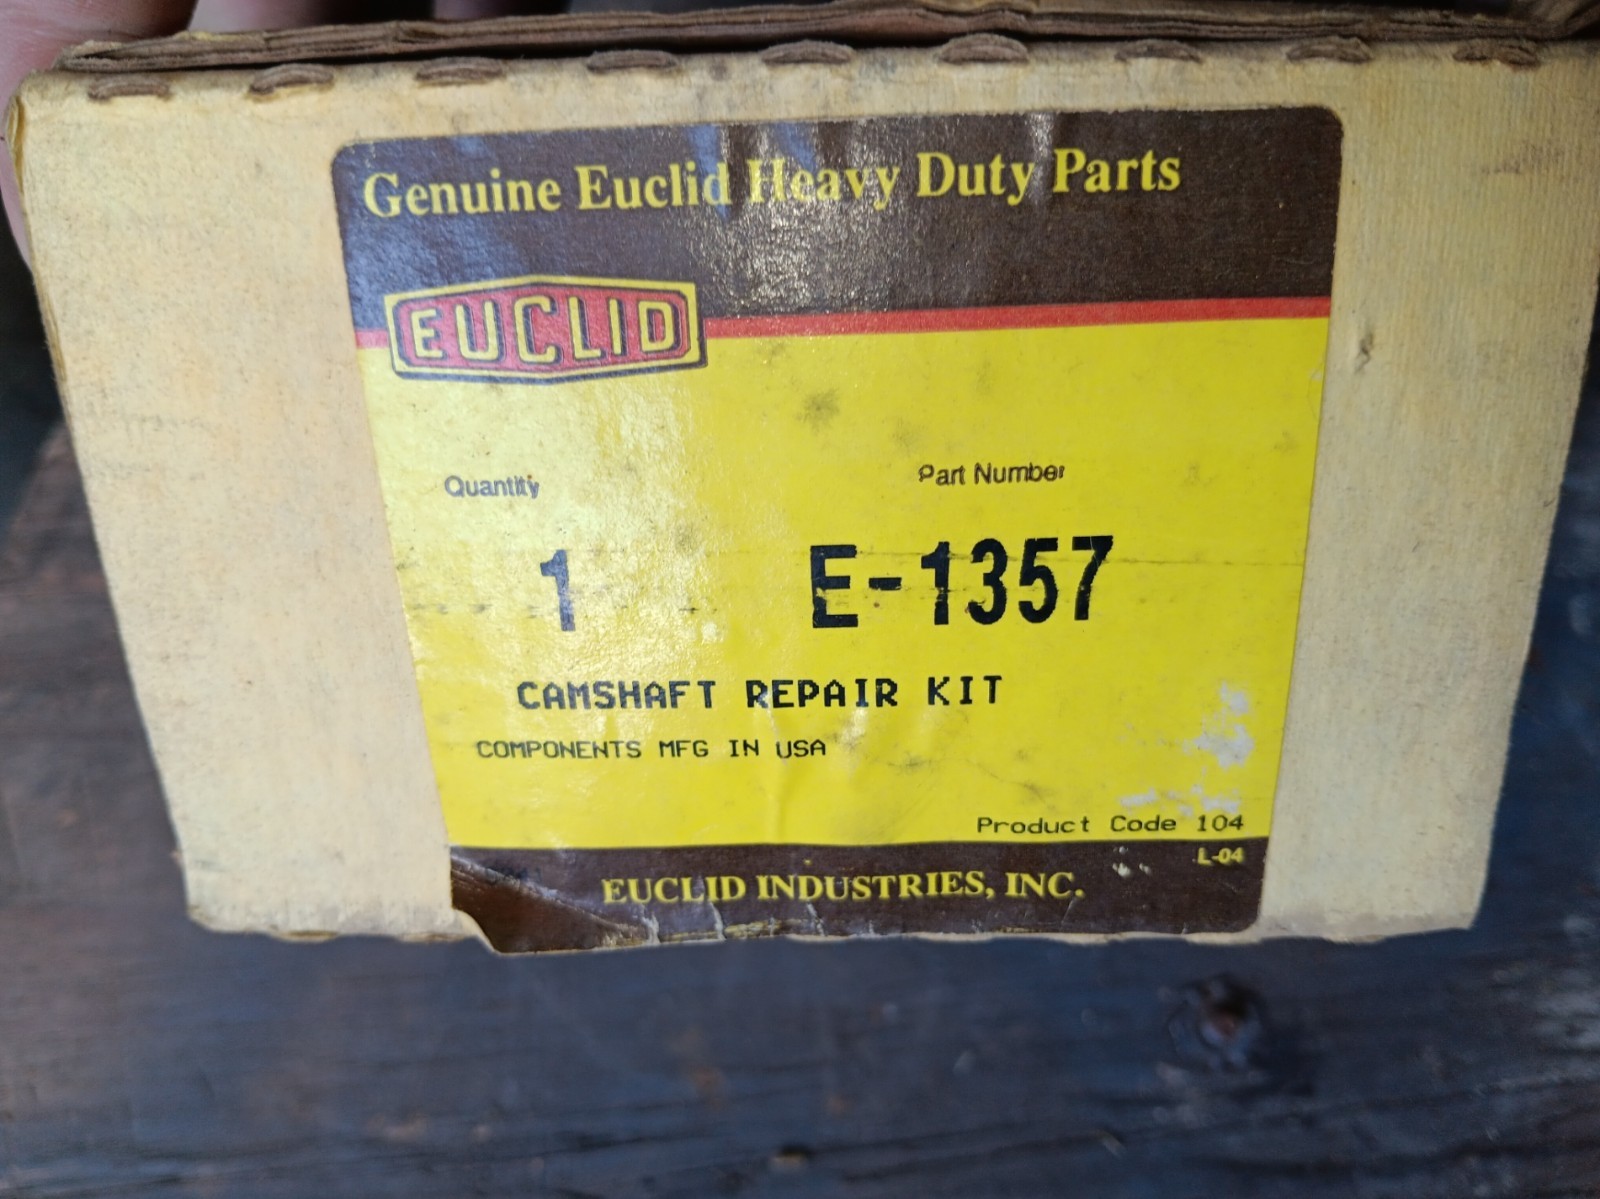 Genuine Euclid Heavy Duty Parts
EUCLID
Quantity Part Number
1 E-1357
CAMSHAFT REPAIR KIT
COMPONENTS MFG IN USA
Product Code 104
L-04
EUCLID INDUSTRIES, INC.